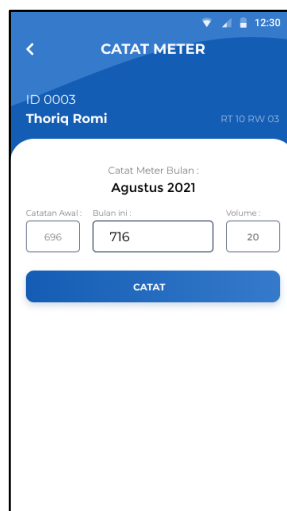 12:30
CATAT METER
ID 0003
Thoriq Romi RT 10 RW 03
Catat Meter Bulan :
Agustus 2021
Catatan Awal : Bulan ini : Volume :
696 716 20
CATAT